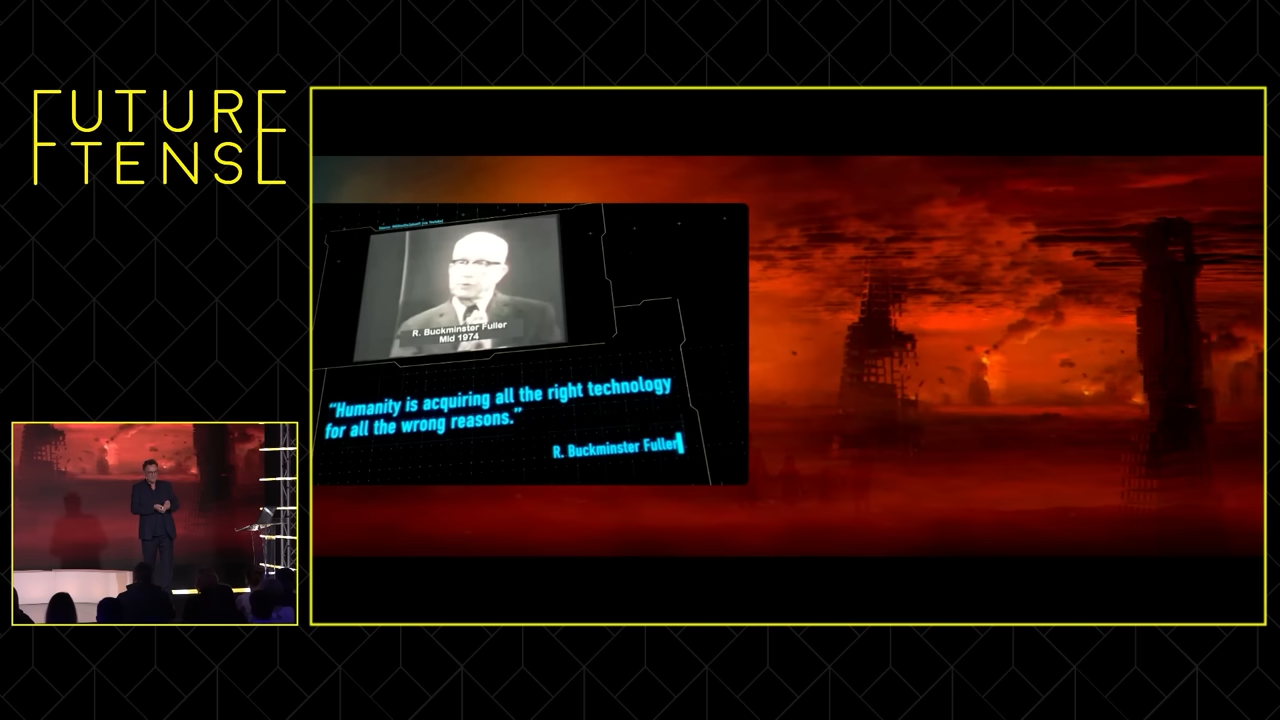 FUTURE
TENSE
R. Buckminster Fuller
Mid 1974
“Humanity is acquiring all the right technology
for all the wrong reasons.”
R. Buckminster Fuller